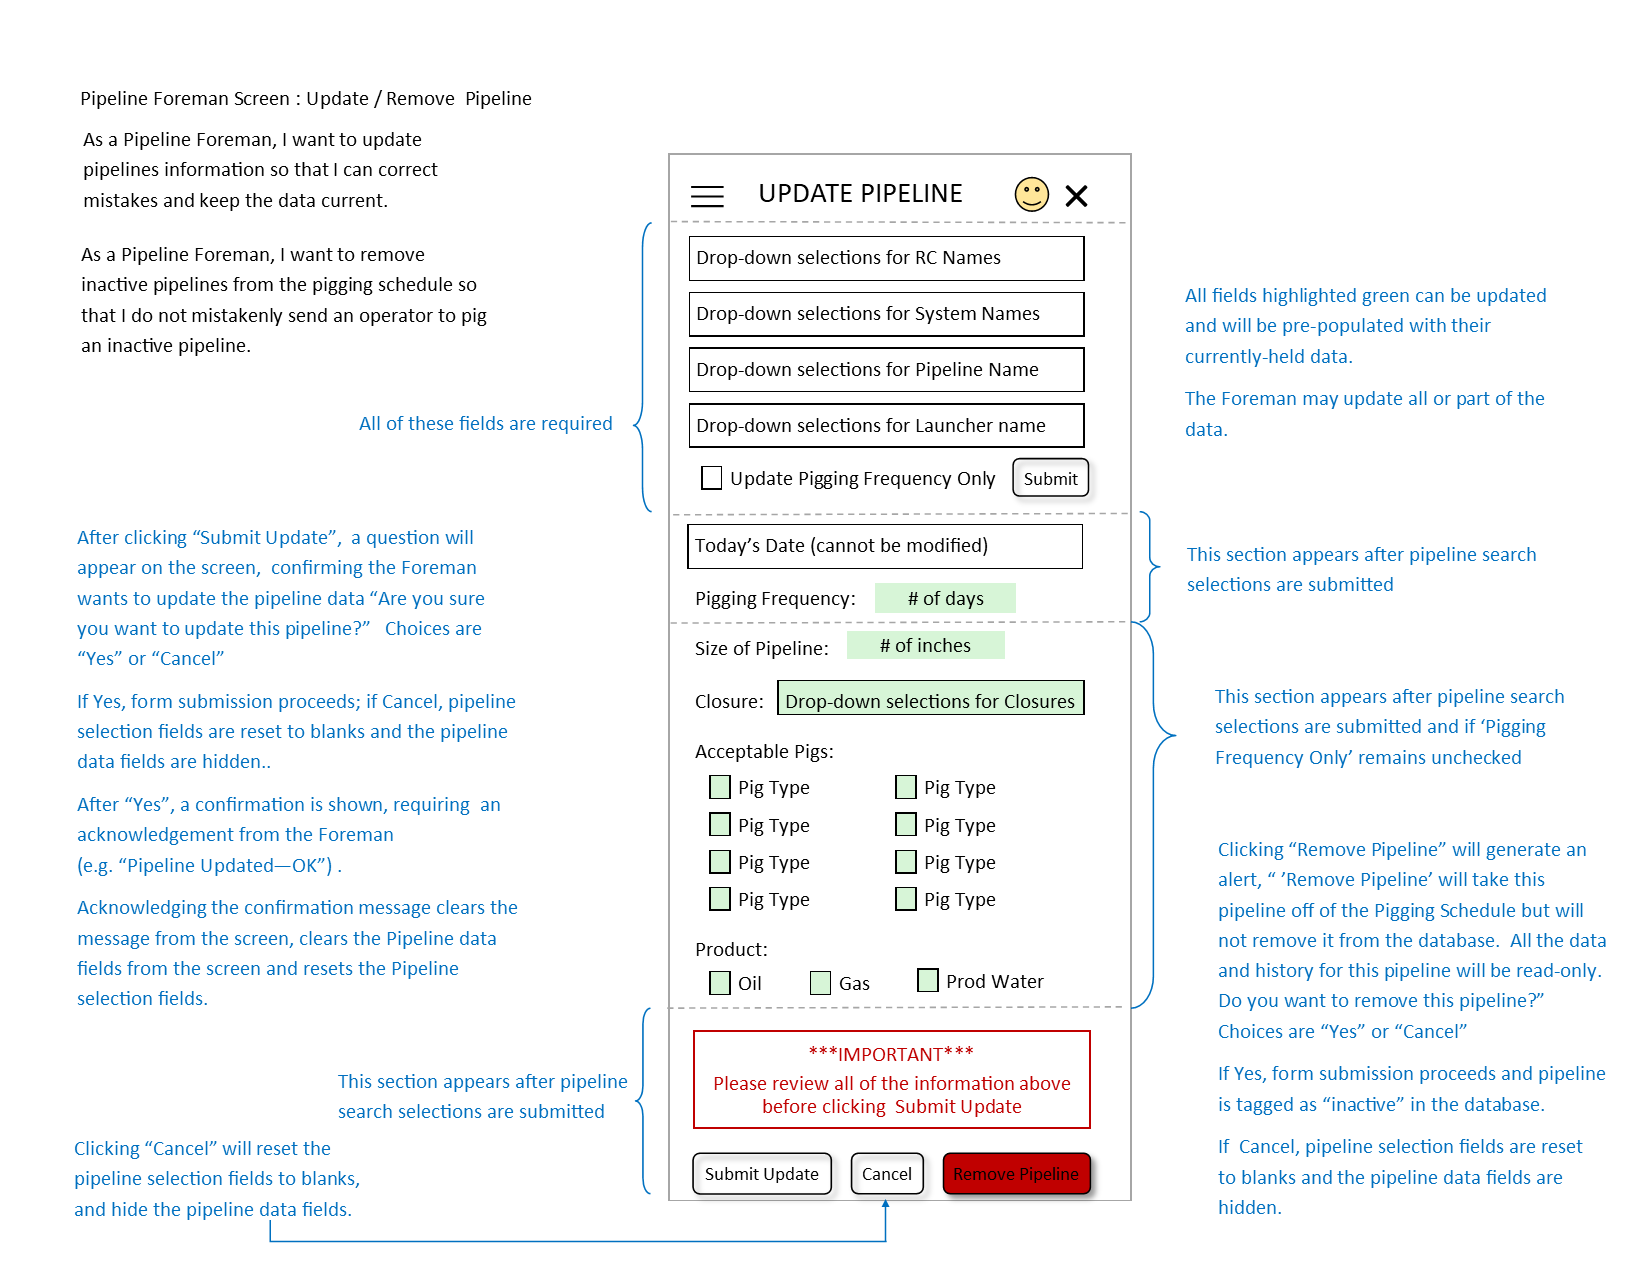 Pipeline Foreman Screen : Update / Remove  Pipeline
As a Pipeline Foreman, I want to update
pipelines information so that I can correct
mistakes and keep the data current.
As a Pipeline Foreman, I want to remove
inactive pipelines from the pigging schedule so
that I do not mistakenly send an operator to pig
an inactive pipeline.
All of these fields are required
After clicking “Submit Update”,  a question will
appear on the screen,  confirming the Foreman
wants to update the pipeline data “Are you sure
you want to update this pipeline?”   Choices are
“Yes” or “Cancel”
If Yes, form submission proceeds; if Cancel, pipeline
selection fields are reset to blanks and the pipeline
data fields are hidden..
After “Yes”, a confirmation is shown, requiring  an
acknowledgement from the Foreman
(e.g. “Pipeline Updated—OK”) .
Acknowledging the confirmation message clears the
message from the screen, clears the Pipeline data
fields from the screen and resets the Pipeline
selection fields.
This section appears after pipeline
search selections are submitted
Clicking “Cancel” will reset the
pipeline selection fields to blanks,
and hide the pipeline data fields.
UPDATE PIPELINE
Drop-down selections for RC Names
Drop-down selections for System Names
Drop-down selections for Pipeline Name
Drop-down selections for Launcher name
Update Pigging Frequency Only
Submit
Today’s Date (cannot be modified)
Pigging Frequency:
# of days
Size of Pipeline:
# of inches
Closure:
Drop-down selections for Closures
Acceptable Pigs:
Pig Type
Pig Type
Pig Type
Pig Type
Pig Type
Pig Type
Pig Type
Pig Type
Product:
Oil
Gas
Prod Water
***IMPORTANT***
Please review all of the information above
before clicking  Submit Update
Submit Update
Cancel
Remove Pipeline
All fields highlighted green can be updated
and will be pre-populated with their
currently-held data.
The Foreman may update all or part of the
data.
This section appears after pipeline search
selections are submitted
This section appears after pipeline search
selections are submitted and if ‘Pigging
Frequency Only’ remains unchecked
Clicking “Remove Pipeline” will generate an
alert, “ ’Remove Pipeline’ will take this
pipeline off of the Pigging Schedule but will
not remove it from the database.  All the data
and history for this pipeline will be read-only.
Do you want to remove this pipeline?”
Choices are “Yes” or “Cancel”
If Yes, form submission proceeds and pipeline
is tagged as “inactive” in the database.
If  Cancel, pipeline selection fields are reset
to blanks and the pipeline data fields are
hidden.